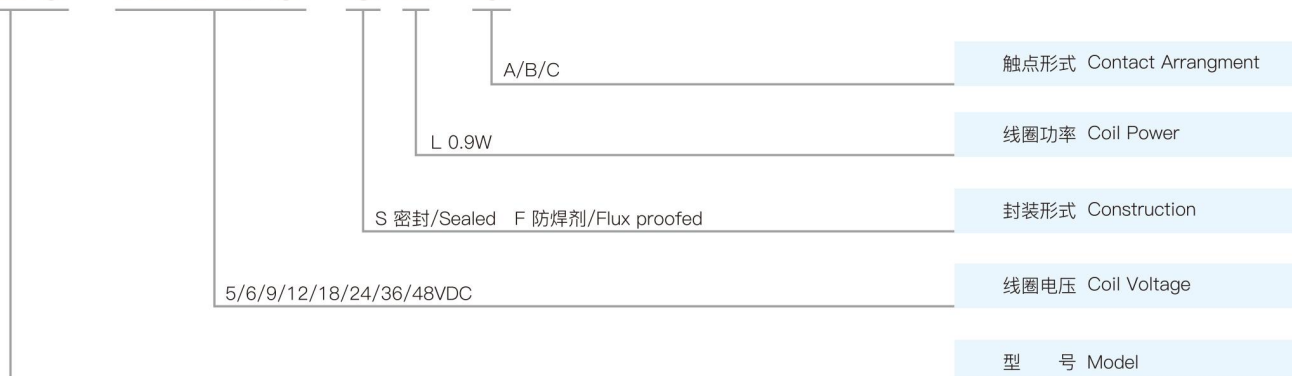 A/B/C
触点形式 Contact Arrangment
L 0.9W
线圈功率 Coil Power
S 密封/Sealed F 防焊剂/Flux proofed
封装形式 Construction
5/6/9/12/18/24/36/48VDC
线圈电压 Coil Voltage
型 号 Model